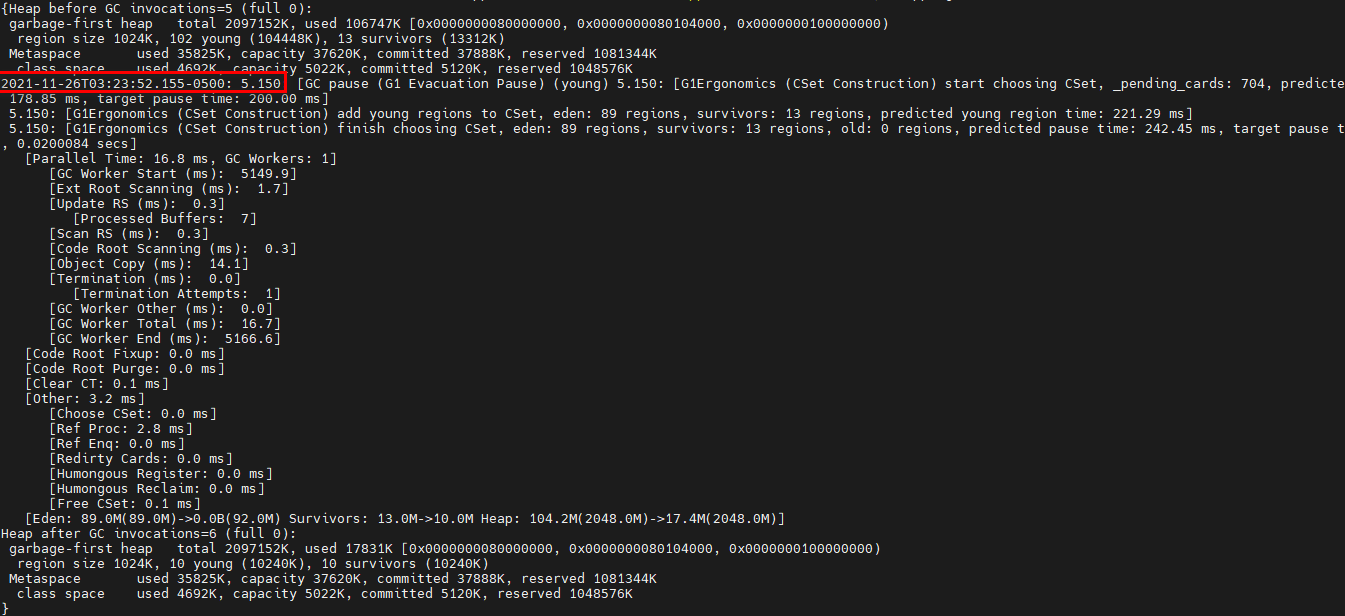 {Heap before GC invocations=5 (full 0):
 garbage-first heap   total 2097152K, used 106747K [0x0000000080000000, 0x0000000080104000, 0x0000000100000000)
  region size 1024K, 102 young (104448K), 13 survivors (13312K)
 Metaspace       used 35825K, capacity 37620K, committed 37888K, reserved 1081344K
  class space    used 4692K, capacity 5022K, committed 5120K, reserved 1048576K
2021-11-26T03:23:52.155-0500: 5.150: [GC pause (G1 Evacuation Pause) (young) 5.150: [G1Ergonomics (CSet Construction) start choosing CSet, _pending_cards: 704, predicte
 178.85 ms, target pause time: 200.00 ms]
 5.150: [G1Ergonomics (CSet Construction) add young regions to CSet, eden: 89 regions, survivors: 13 regions, predicted young region time: 221.29 ms]
 5.150: [G1Ergonomics (CSet Construction) finish choosing CSet, eden: 89 regions, survivors: 13 regions, old: 0 regions, predicted pause time: 242.45 ms, target pause t
, 0.0200084 secs]
   [Parallel Time: 16.8 ms, GC Workers: 1]
      [GC Worker Start (ms):  5149.9]
      [Ext Root Scanning (ms):  1.7]
      [Update RS (ms):  0.3]
         [Processed Buffers:  7]
      [Scan RS (ms):  0.3]
      [Code Root Scanning (ms):  0.3]
      [Object Copy (ms):  14.1]
      [Termination (ms):  0.0]
         [Termination Attempts:  1]
      [GC Worker Other (ms):  0.0]
      [GC Worker Total (ms):  16.7]
      [GC Worker End (ms):  5166.6]
   [Code Root Fixup: 0.0 ms]
   [Code Root Purge: 0.0 ms]
   [Clear CT: 0.1 ms]
   [Other: 3.2 ms]
      [Choose CSet: 0.0 ms]
      [Ref Proc: 2.8 ms]
      [Ref Enq: 0.0 ms]
      [Redirty Cards: 0.0 ms]
      [Humongous Register: 0.0 ms]
      [Humongous Reclaim: 0.0 ms]
      [Free CSet: 0.1 ms]
   [Eden: 89.0M(89.0M)->0.0B(92.0M) Survivors: 13.0M->10.0M Heap: 104.2M(2048.0M)->17.4M(2048.0M)]
Heap after GC invocations=6 (full 0):
 garbage-first heap   total 2097152K, used 17831K [0x0000000080000000, 0x0000000080104000, 0x0000000100000000)
  region size 1024K, 10 young (10240K), 10 survivors (10240K)
 Metaspace       used 35825K, capacity 37620K, committed 37888K, reserved 1081344K
  class space    used 4692K, capacity 5022K, committed 5120K, reserved 1048576K
}